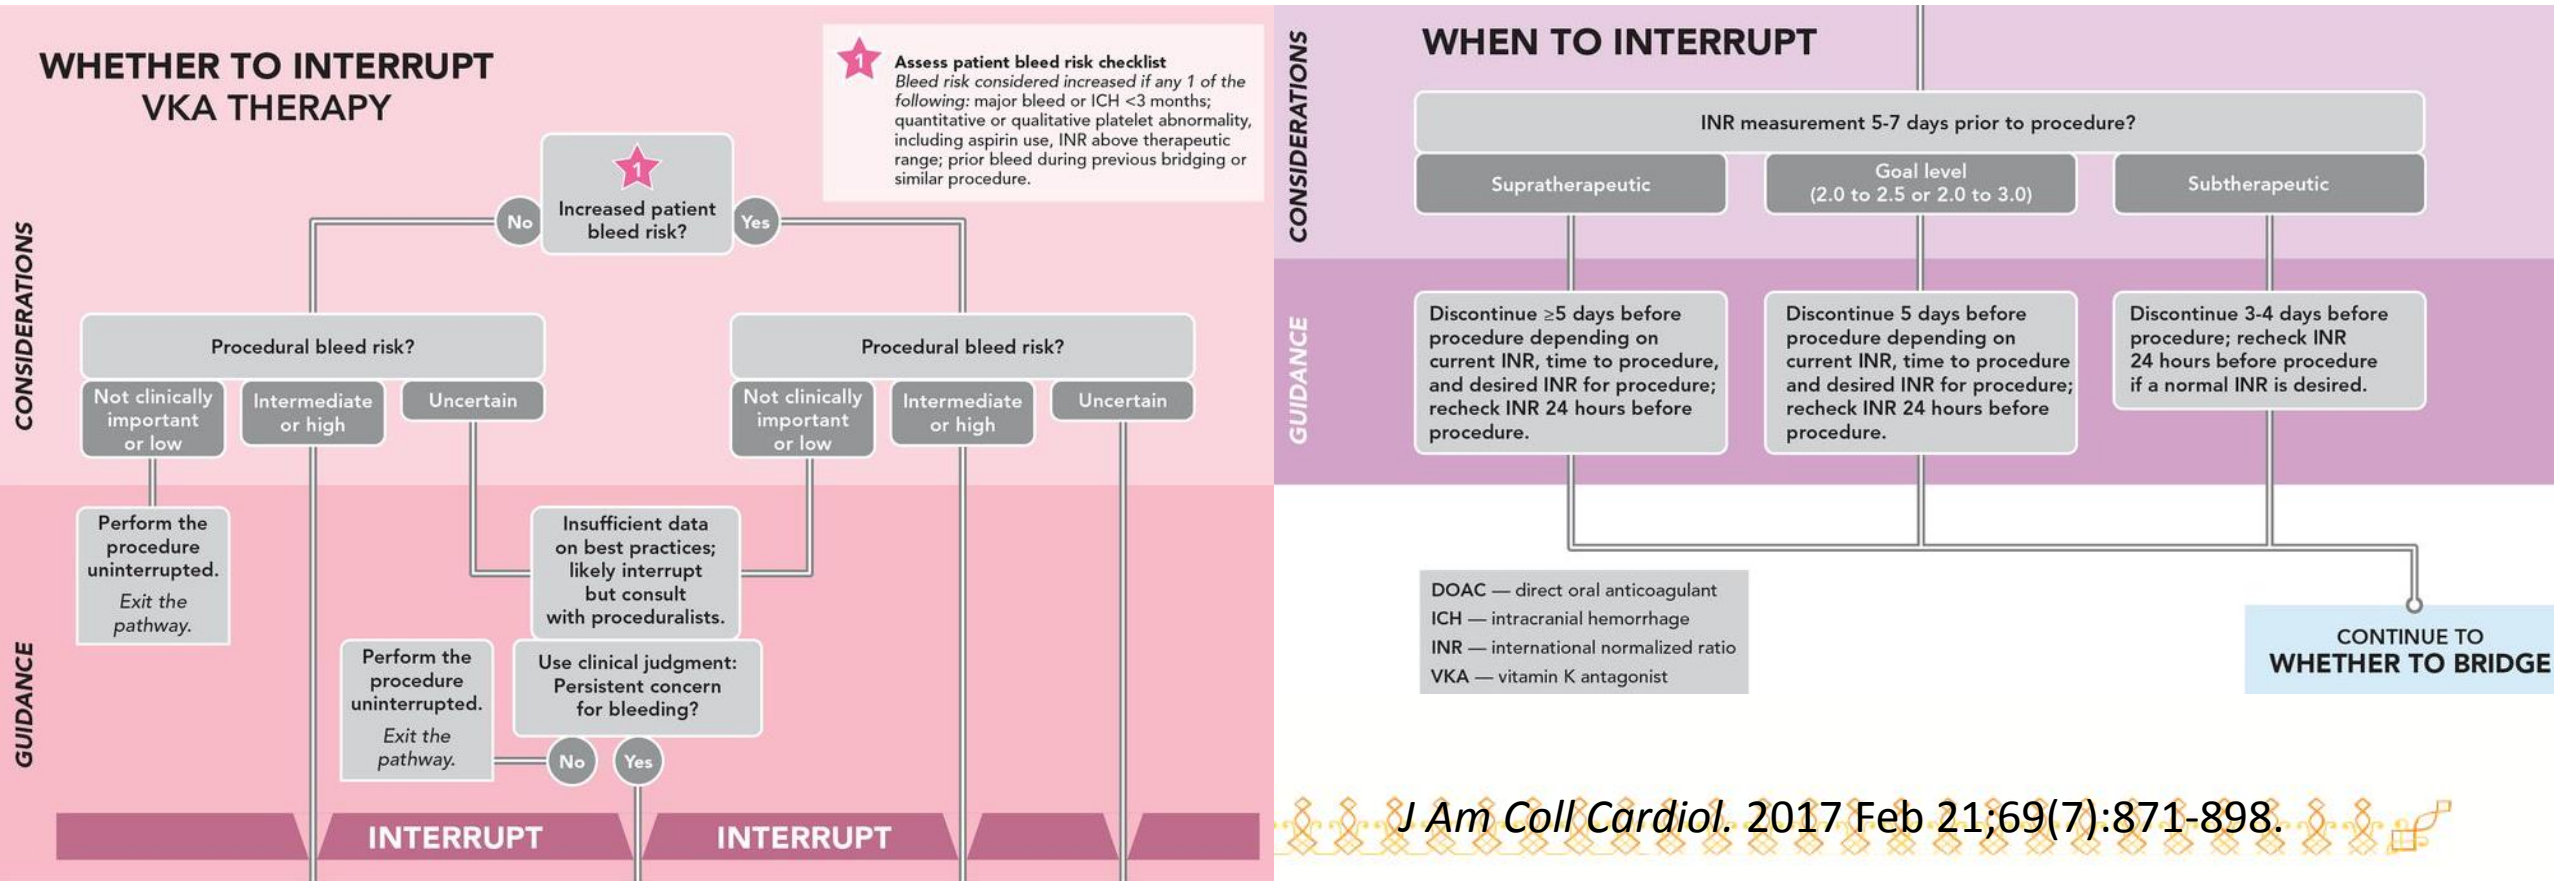 WHETHER TO INTERRUPT
VKA THERAPY
1
Assess patient bleed risk checklist
Bleed risk considered increased if any 1 of the
following: major bleed or ICH <3 months;
quantitative or qualitative platelet abnormality,
including aspirin use, INR above therapeutic
range; prior bleed during previous bridging or
similar procedure.
CONSIDERATIONS
1
Increased patient
bleed risk?
No
Yes
Procedural bleed risk?
Not clinically
important
or low
Intermediate
or high
Uncertain
Procedural bleed risk?
Not clinically
important
or low
Intermediate
or high
Uncertain
GUIDANCE
Perform the
procedure
uninterrupted.
Exit the
pathway.
Insufficient data
on best practices;
likely interrupt
but consult
with proceduralists.
Use clinical judgment:
Persistent concern
for bleeding?
Perform the
procedure
uninterrupted.
Exit the
pathway.
No
Yes
INTERRUPT
INTERRUPT
WHEN TO INTERRUPT
CONSIDERATIONS
INR measurement 5-7 days prior to procedure?
Supratherapeutic
Goal level
(2.0 to 2.5 or 2.0 to 3.0)
Subtherapeutic
GUIDANCE
Discontinue ≥5 days before
procedure depending on
current INR, time to procedure,
and desired INR for procedure;
recheck INR 24 hours before
procedure.
Discontinue 5 days before
procedure depending on
current INR, time to procedure
and desired INR for procedure;
recheck INR 24 hours before
procedure.
Discontinue 3-4 days before
procedure; recheck INR
24 hours before procedure
if a normal INR is desired.
DOAC — direct oral anticoagulant
ICH — intracranial hemorrhage
INR — international normalized ratio
VKA — vitamin K antagonist
CONTINUE TO
WHETHER TO BRIDGE
J Am Coll Cardiol. 2017 Feb 21;69(7):871-898.